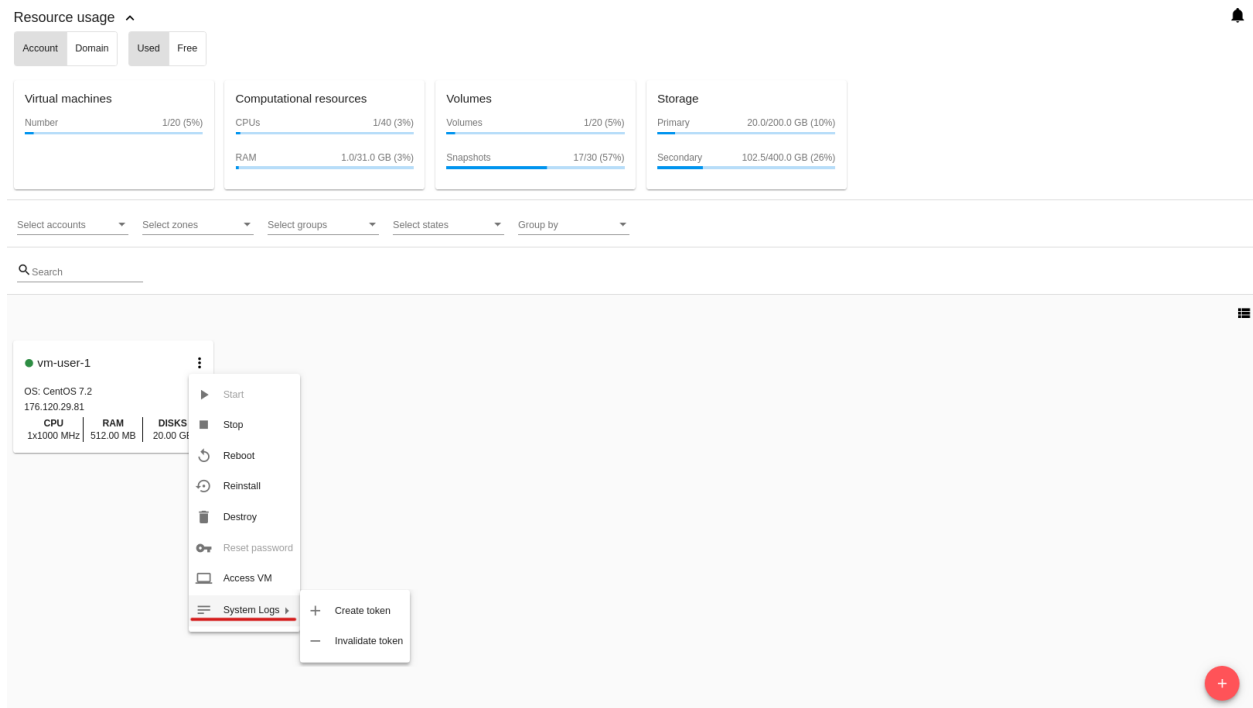 Resource usage
Account Domain Used Free
Virtual machines Computational resources Volumes Storage
Number 1/20 (5%) CPUs 1/40 (3%) Volumes 1/20 (5%) Primary 20.0/200.0 GB (10%)
RAM 1.0/31.0 GB (3%) Snapshots 17/30 (57%) Secondary 102.5/400.0 GB (26%)
Select accounts Select zones Select groups Select states Group by
Search
vm-user-1
OS: CentOS 7.2
176.120.29.81
CPU RAM DISKS
1x1000 MHz 512.00 MB 20.00 GB
Start
Stop
Reboot
Reinstall
Destroy
Reset password
Access VM
System Logs
Create token
Invalidate token